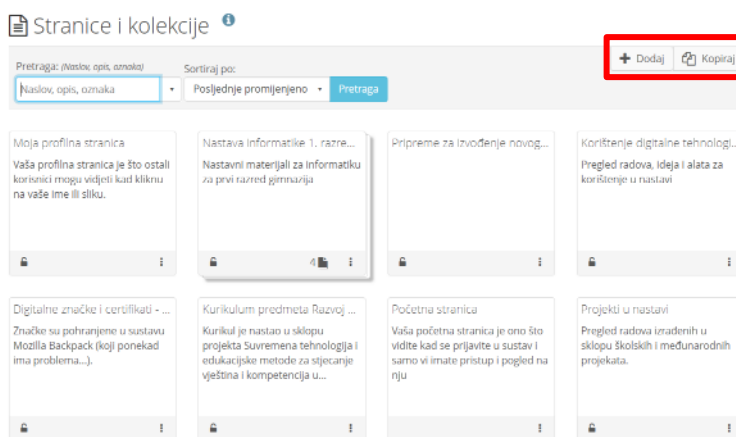 Stranice i kolekcije
Pretraga: (Naslov, opis, oznaka)
Sortiraj po:
Naslov, opis, oznaka
Posljednje promijenjeno
Pretraga
Dodaj
Kopiraj
Moja profilna stranica
Vaša profilna stranica je što ostali
korisnici mogu vidjeti kad kliknu
na vaše ime ili sliku.
Nastava informatike 1. razre...
Nastavni materijali za informatiku
za prvi razred gimnazija
4
Pripreme za izvođenje novog...
Korištenje digitalne tehnologi...
Pregled radova, ideja i alata za
korištenje u nastavi
Digitalne značke i certifikati - ...
Značke su pohranjene u sustavu
Mozilla Backpack (koji ponekad
ima problema...).
Kurikulum predmeta Razvoj ...
Kurikul je nastao u sklopu
projekta Suvremena tehnologija i
edukacijske metode za stjecanje
vještina i kompetencija u...
Početna stranica
Vaša početna stranica je ono što
vidite kad se prijavite u sustav i
samo vi imate pristup i pogled na
nju
Projekti u nastavi
Pregled radova izrađenih u
sklopu školskih i međunarodnih
projekata.